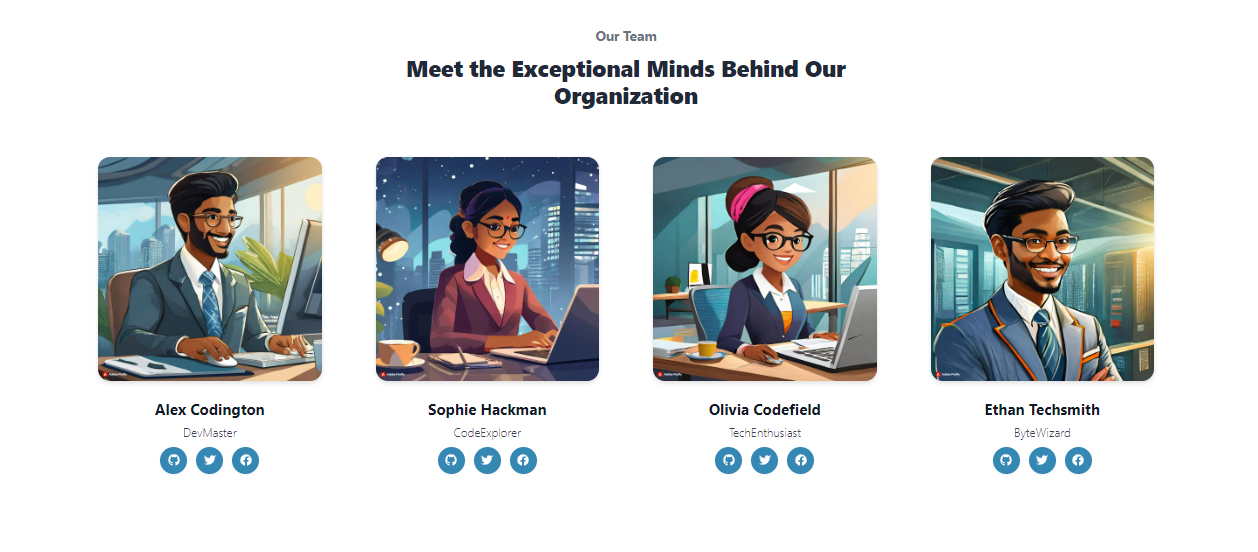 Our Team
Meet the Exceptional Minds Behind Our
Organization
Alex Codington
DevMaster
Sophie Hackman
CodeExplorer
Olivia Codefield
TechEnthusiast
Ethan Techsmith
ByteWizard